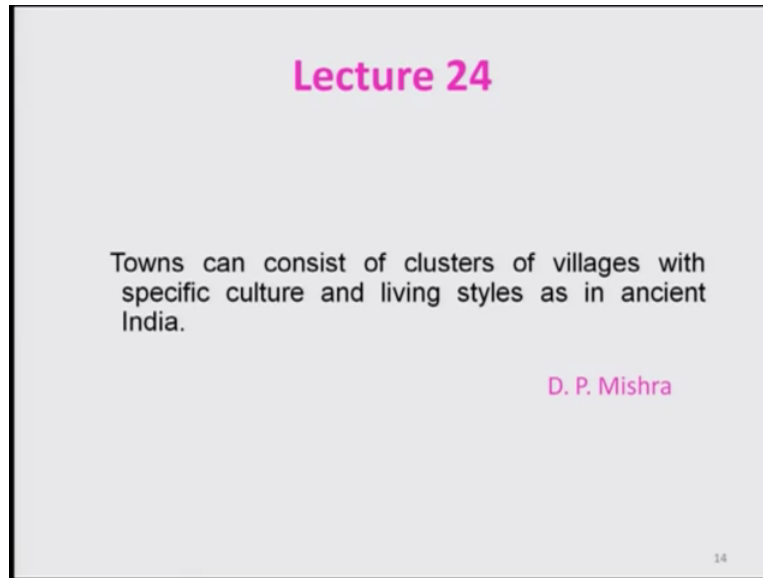 Lecture 24
Towns can consist of clusters of villages with
specific culture and living styles as in ancient
India.
D. P. Mishra
14